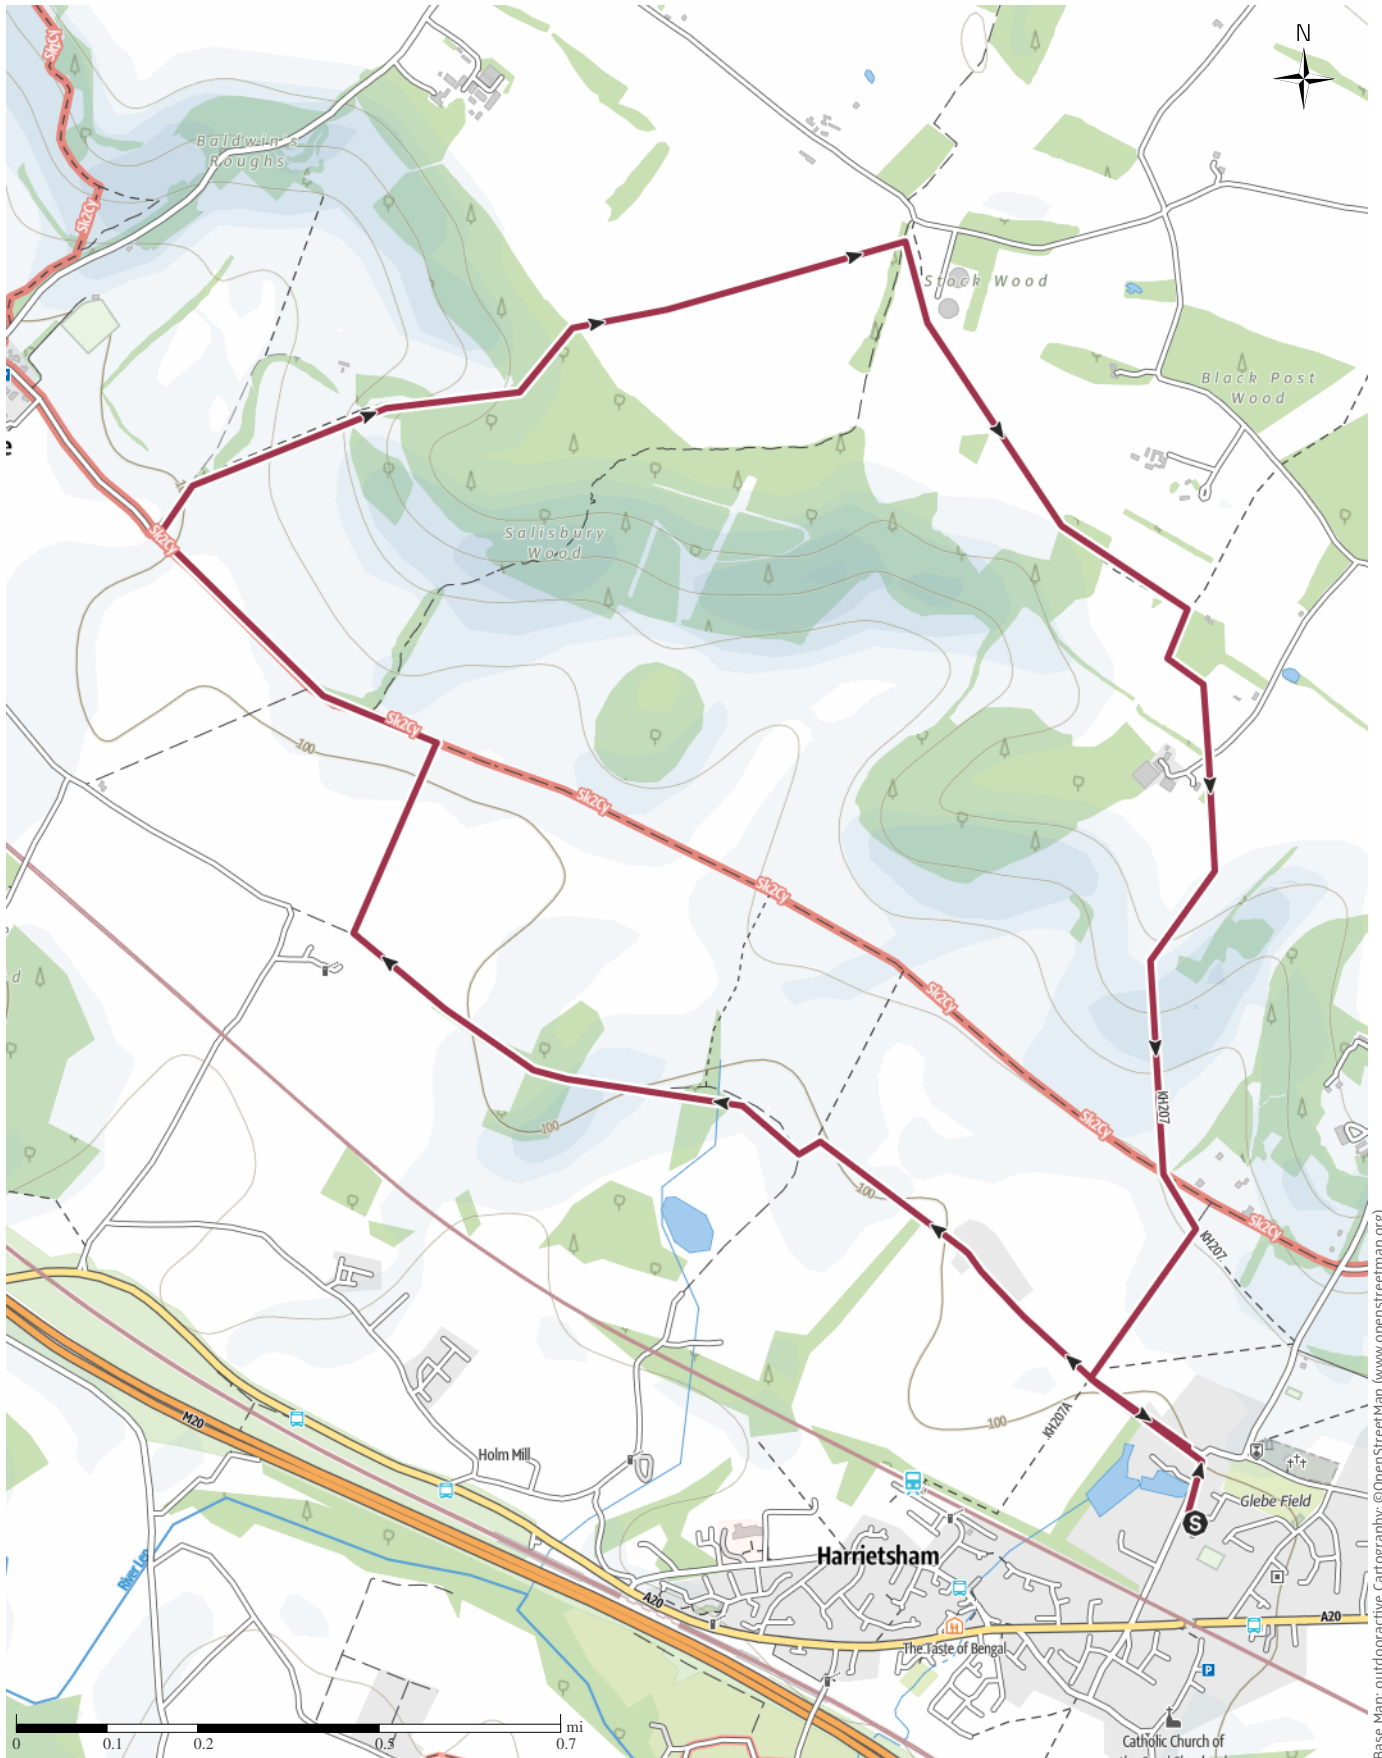 N
Sk2Cy
Baldwin's
Roughs
Sk2Cy
Stock Wood
Black Post
Wood
e
Sk2Cy
Salisbury
Wood
Sk2Cy
100
Sk2Cy
Sk2Cy
d
Sk2Cy
KH207
Sk2Cy
100
100
Sk2Cy
KH207
KH207A
100
M20
Holm Mill
Glebe Field
S
Harrietsham
River Len
A20
A20
The Taste of Bengal
P
Catholic Church of
mi
0
0.1
0.2
0.5
0.7
Base Map: outdooractive Cartography: ©OpenStreetMap (www.openstreetmap.org)